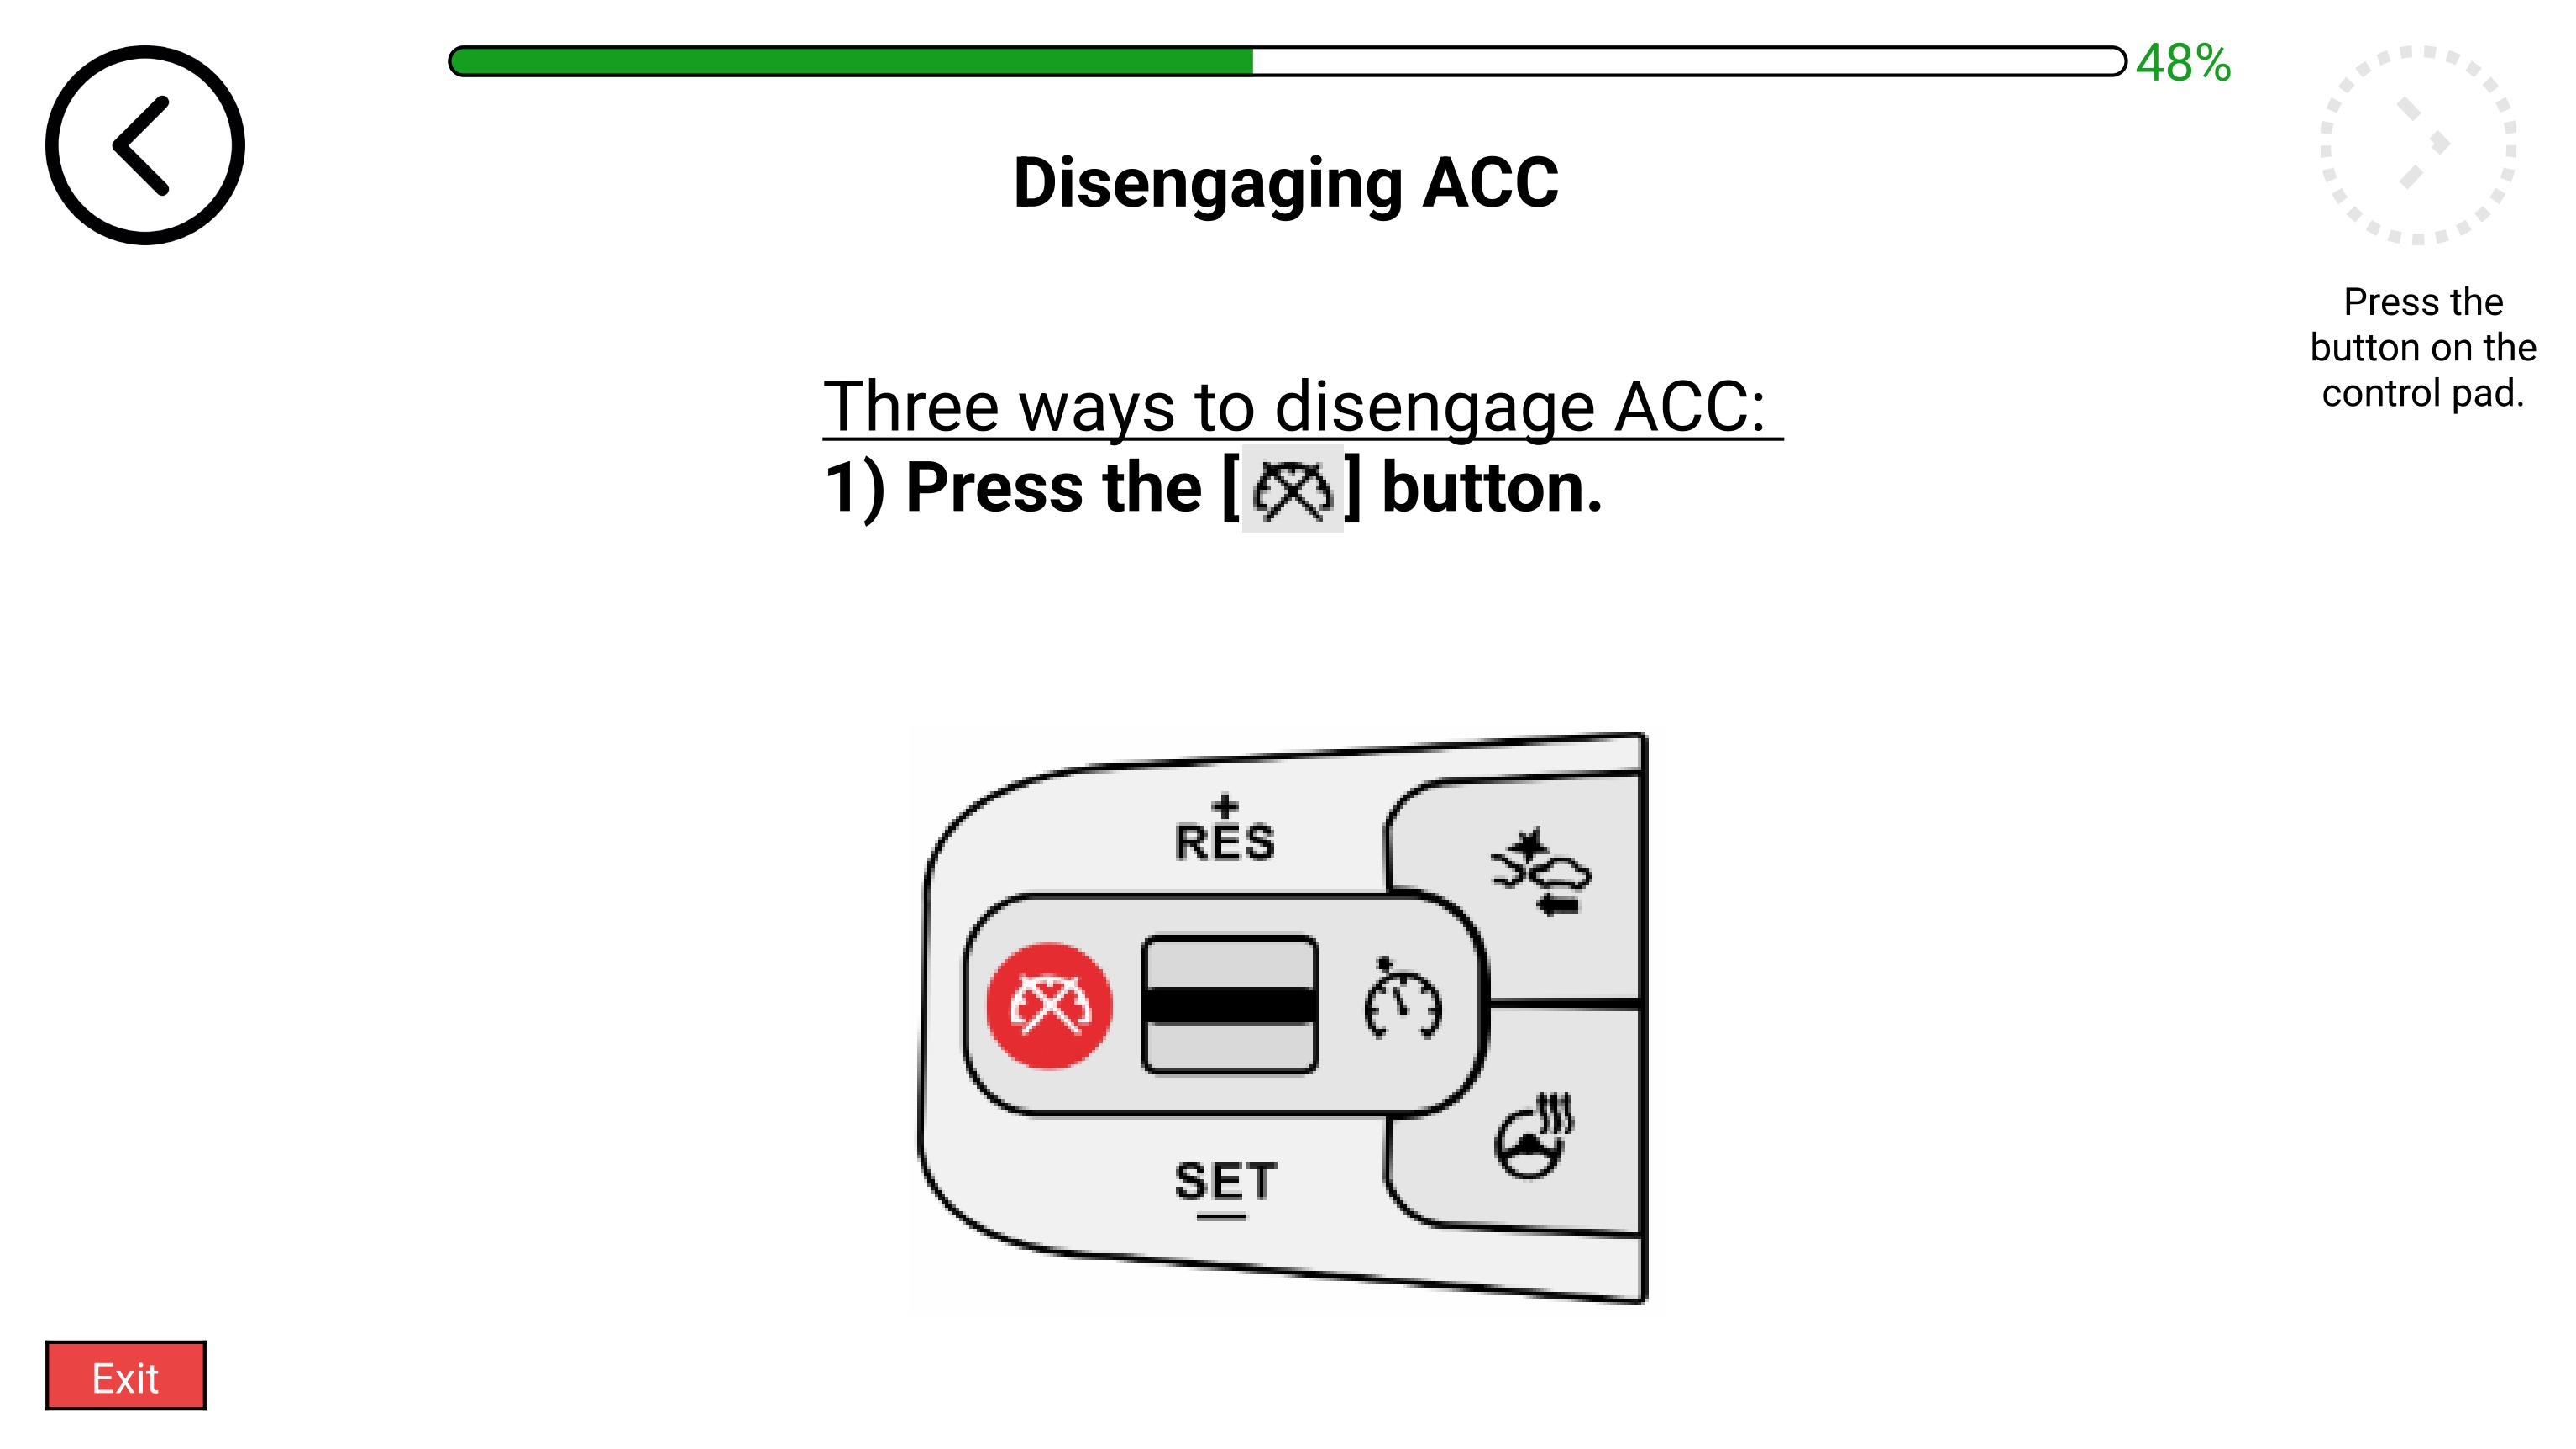 48%
Disengaging ACC
Press the
button on the
control pad.
Three ways to disengage ACC:
1) Press the [ ] button.
+
RES
SET
—
Exit